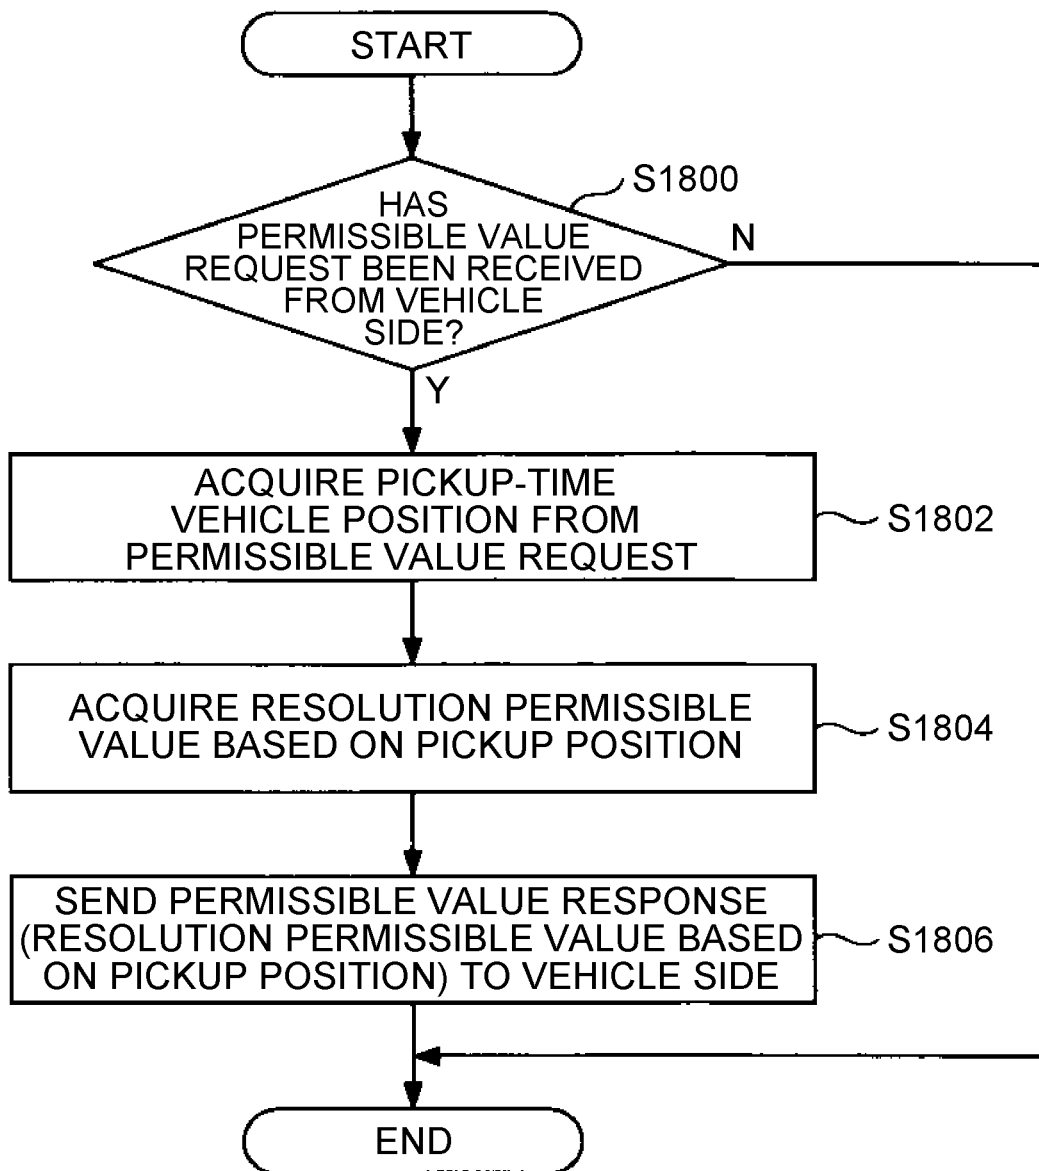 START
S1800
HAS
PERMISSIBLE VALUE
REQUEST BEEN RECEIVED
FROM VEHICLE
SIDE?
N
Y
ACQUIRE PICKUP-TIME
VEHICLE POSITION FROM
PERMISSIBLE VALUE REQUEST
S1802
ACQUIRE RESOLUTION PERMISSIBLE
VALUE BASED ON PICKUP POSITION
S1804
SEND PERMISSIBLE VALUE RESPONSE
(RESOLUTION PERMISSIBLE VALUE BASED
ON PICKUP POSITION) TO VEHICLE SIDE
S1806
END